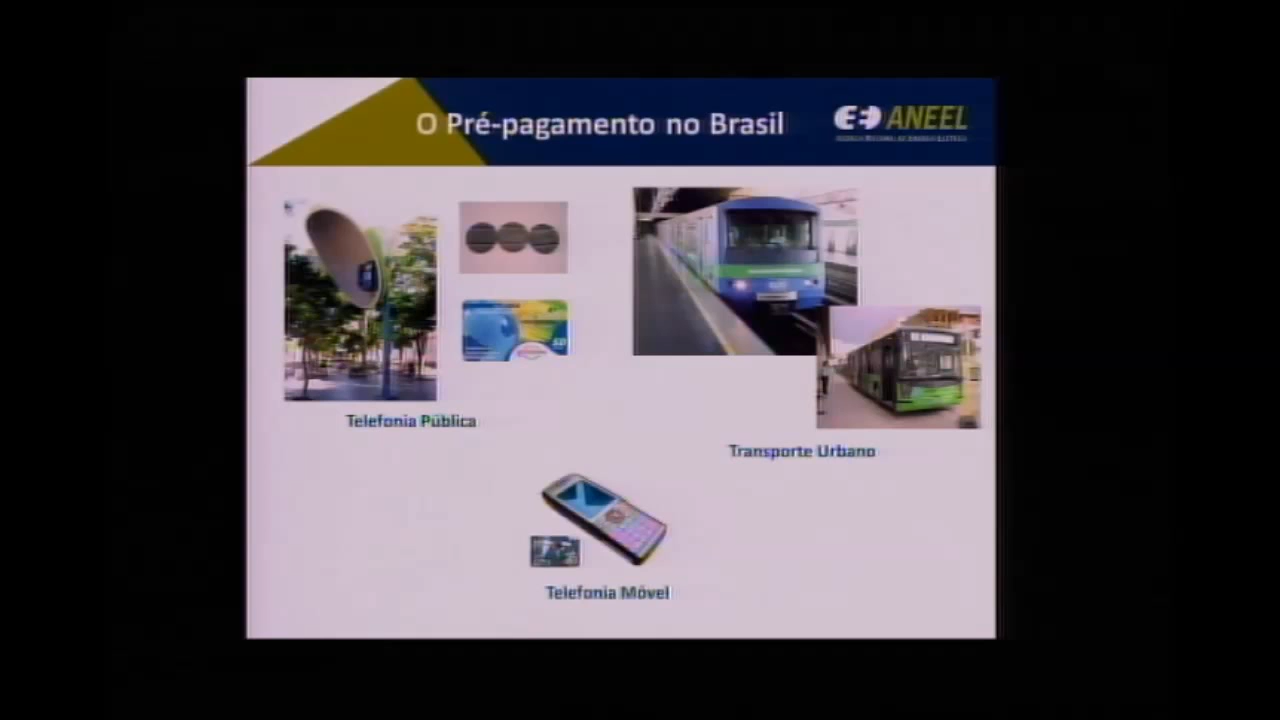 O Pré-pagamento no Brasil
ANEEL
Telefonia Pública
Transporte Urbano
Telefonia Móvel